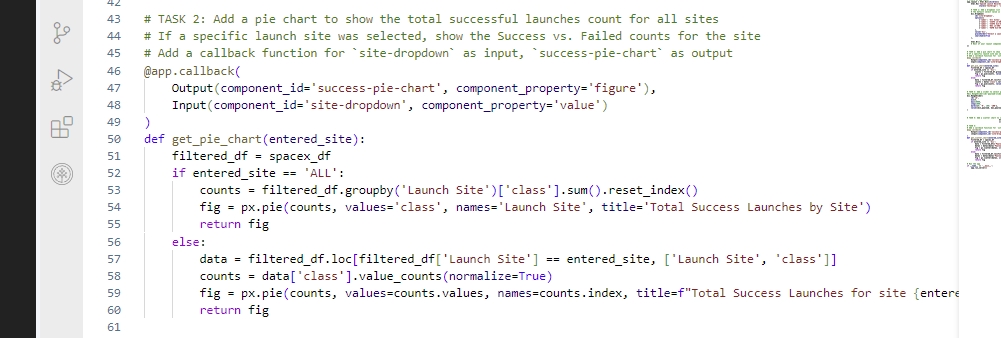 42
43 # TASK 2: Add a pie chart to show the total successful launches count for all sites
44 # If a specific launch site was selected, show the Success vs. Failed counts for the site
45 # Add a callback function for `site-dropdown` as input, `success-pie-chart` as output
46 @app.callback(
47     Output(component_id='success-pie-chart', component_property='figure'),
48     Input(component_id='site-dropdown', component_property='value')
49 )
50 def get_pie_chart(entered_site):
51     filtered_df = spacex_df
52     if entered_site == 'ALL':
53         counts = filtered_df.groupby('Launch Site')['class'].sum().reset_index()
54         fig = px.pie(counts, values='class', names='Launch Site', title='Total Success Launches by Site')
55         return fig
56     else:
57         data = filtered_df.loc[filtered_df['Launch Site'] == entered_site, ['Launch Site', 'class']]
58         counts = data['class'].value_counts(normalize=True)
59         fig = px.pie(counts, values=counts.values, names=counts.index, title=f"Total Success Launches for site {entere
60         return fig
61